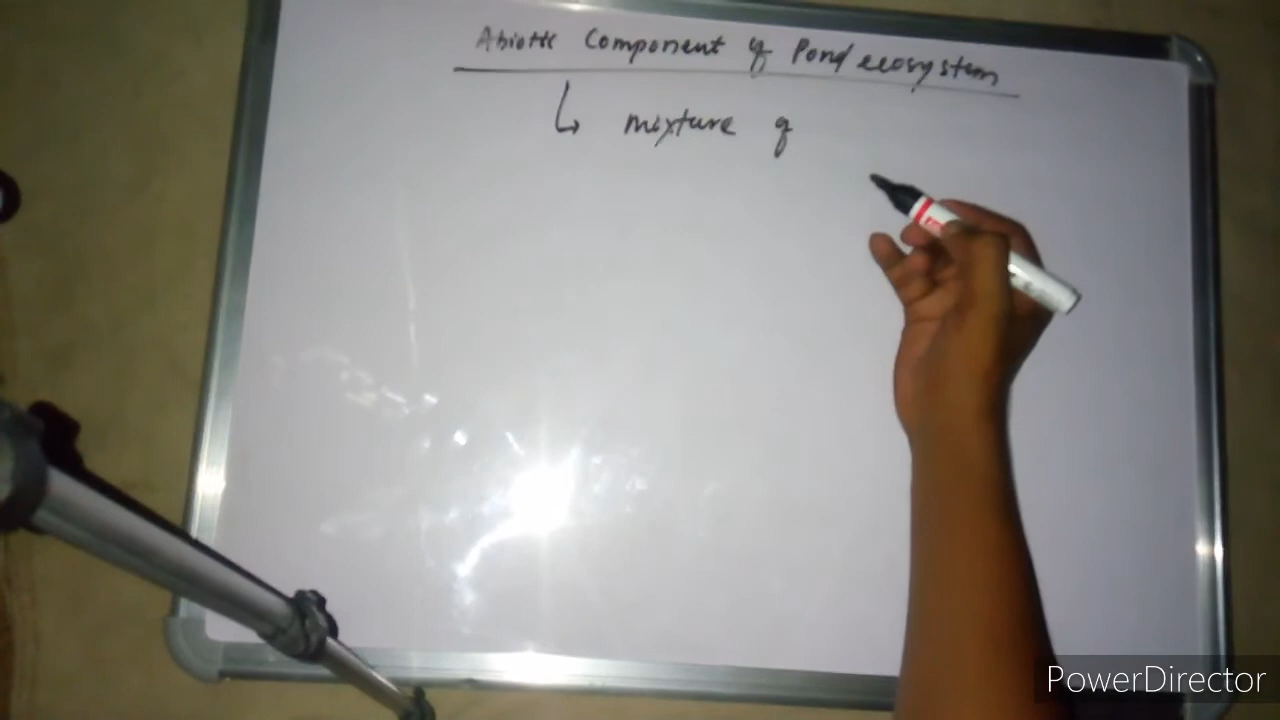 Abiotic Component of Pond ecosystem
↳ mixture of
PowerDirector